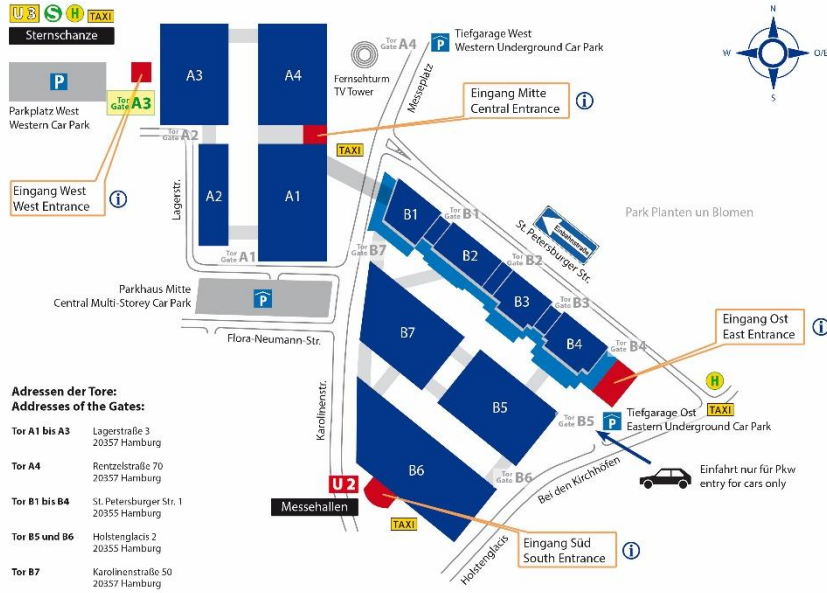 U 3 S H TAXI
Sternschanze
P
Parkplatz West
Western Car Park
Tor
Gate A3
Eingang West
West Entrance
i
A3
A4
Tor
Gate A2
Lagerstr.
A2
A1
Tor
Gate A1
Fernsehturm
TV Tower
Tor
Gate A4
Messeplatz
P
Tiefgarage West
Western Underground Car Park
Eingang Mitte
Central Entrance
i
TAXI
N
W
O/E
S
Parkhaus Mitte
Central Multi-Storey Car Park
P
Flora-Neumann-Str.
Karolinenstr.
B1
Tor
Gate B1
B2
Tor
Gate B2
B3
Tor
Gate B3
B4
Tor
Gate B4
Einbahnstraße
St. Petersburger Str.
Park Planten un Blomen
Tor
Gate B7
B7
B5
B6
Eingang Ost
East Entrance
i
H
TAXI
Tor
Gate B5
P
Tiefgarage Ost
Eastern Underground Car Park
Einfahrt nur für Pkw
entry for cars only
Tor
Gate B6
Bei den Kirchhöfen
Holstenglacis
U 2
Messehallen
TAXI
Eingang Süd
South Entrance
i
Adressen der Tore:
Addresses of the Gates:
Tor A1 bis A3 Lagerstraße 3
20357 Hamburg
Tor A4 Rentzelstraße 70
20357 Hamburg
Tor B1 bis B4 St. Petersburger Str. 1
20355 Hamburg
Tor B5 und B6 Holstenglacis 2
20355 Hamburg
Tor B7 Karolinenstraße 50
20357 Hamburg